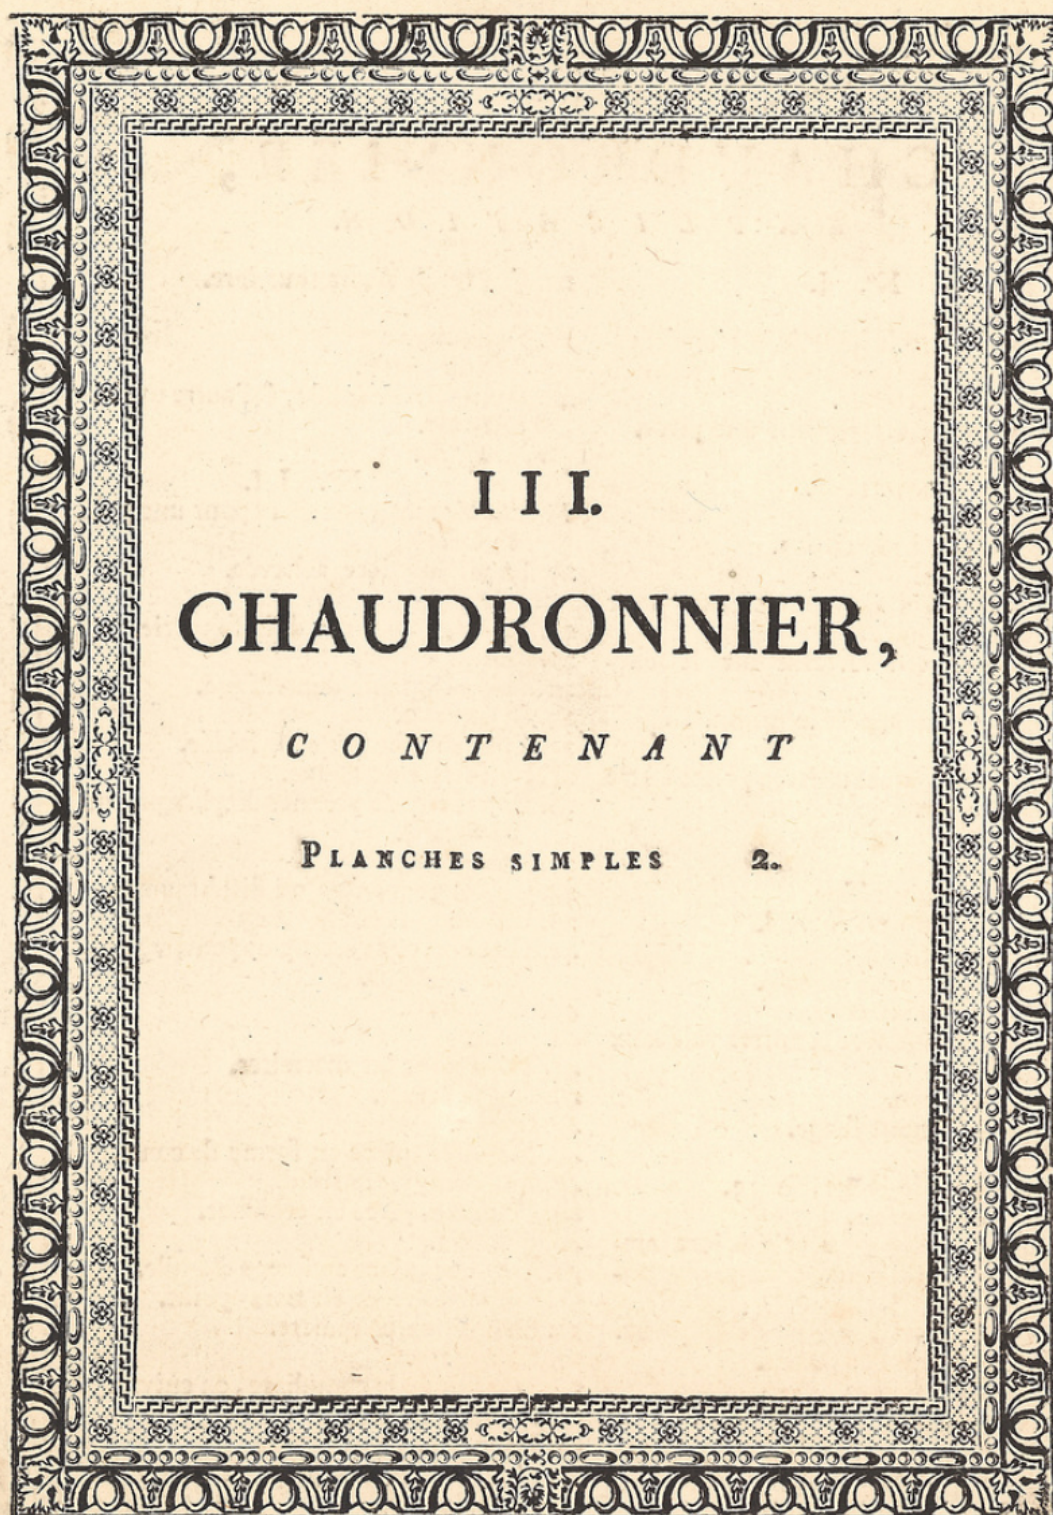 III.
CHAUDRONNIER,
CONTENANT
PLANCHES SIMPLES 2.